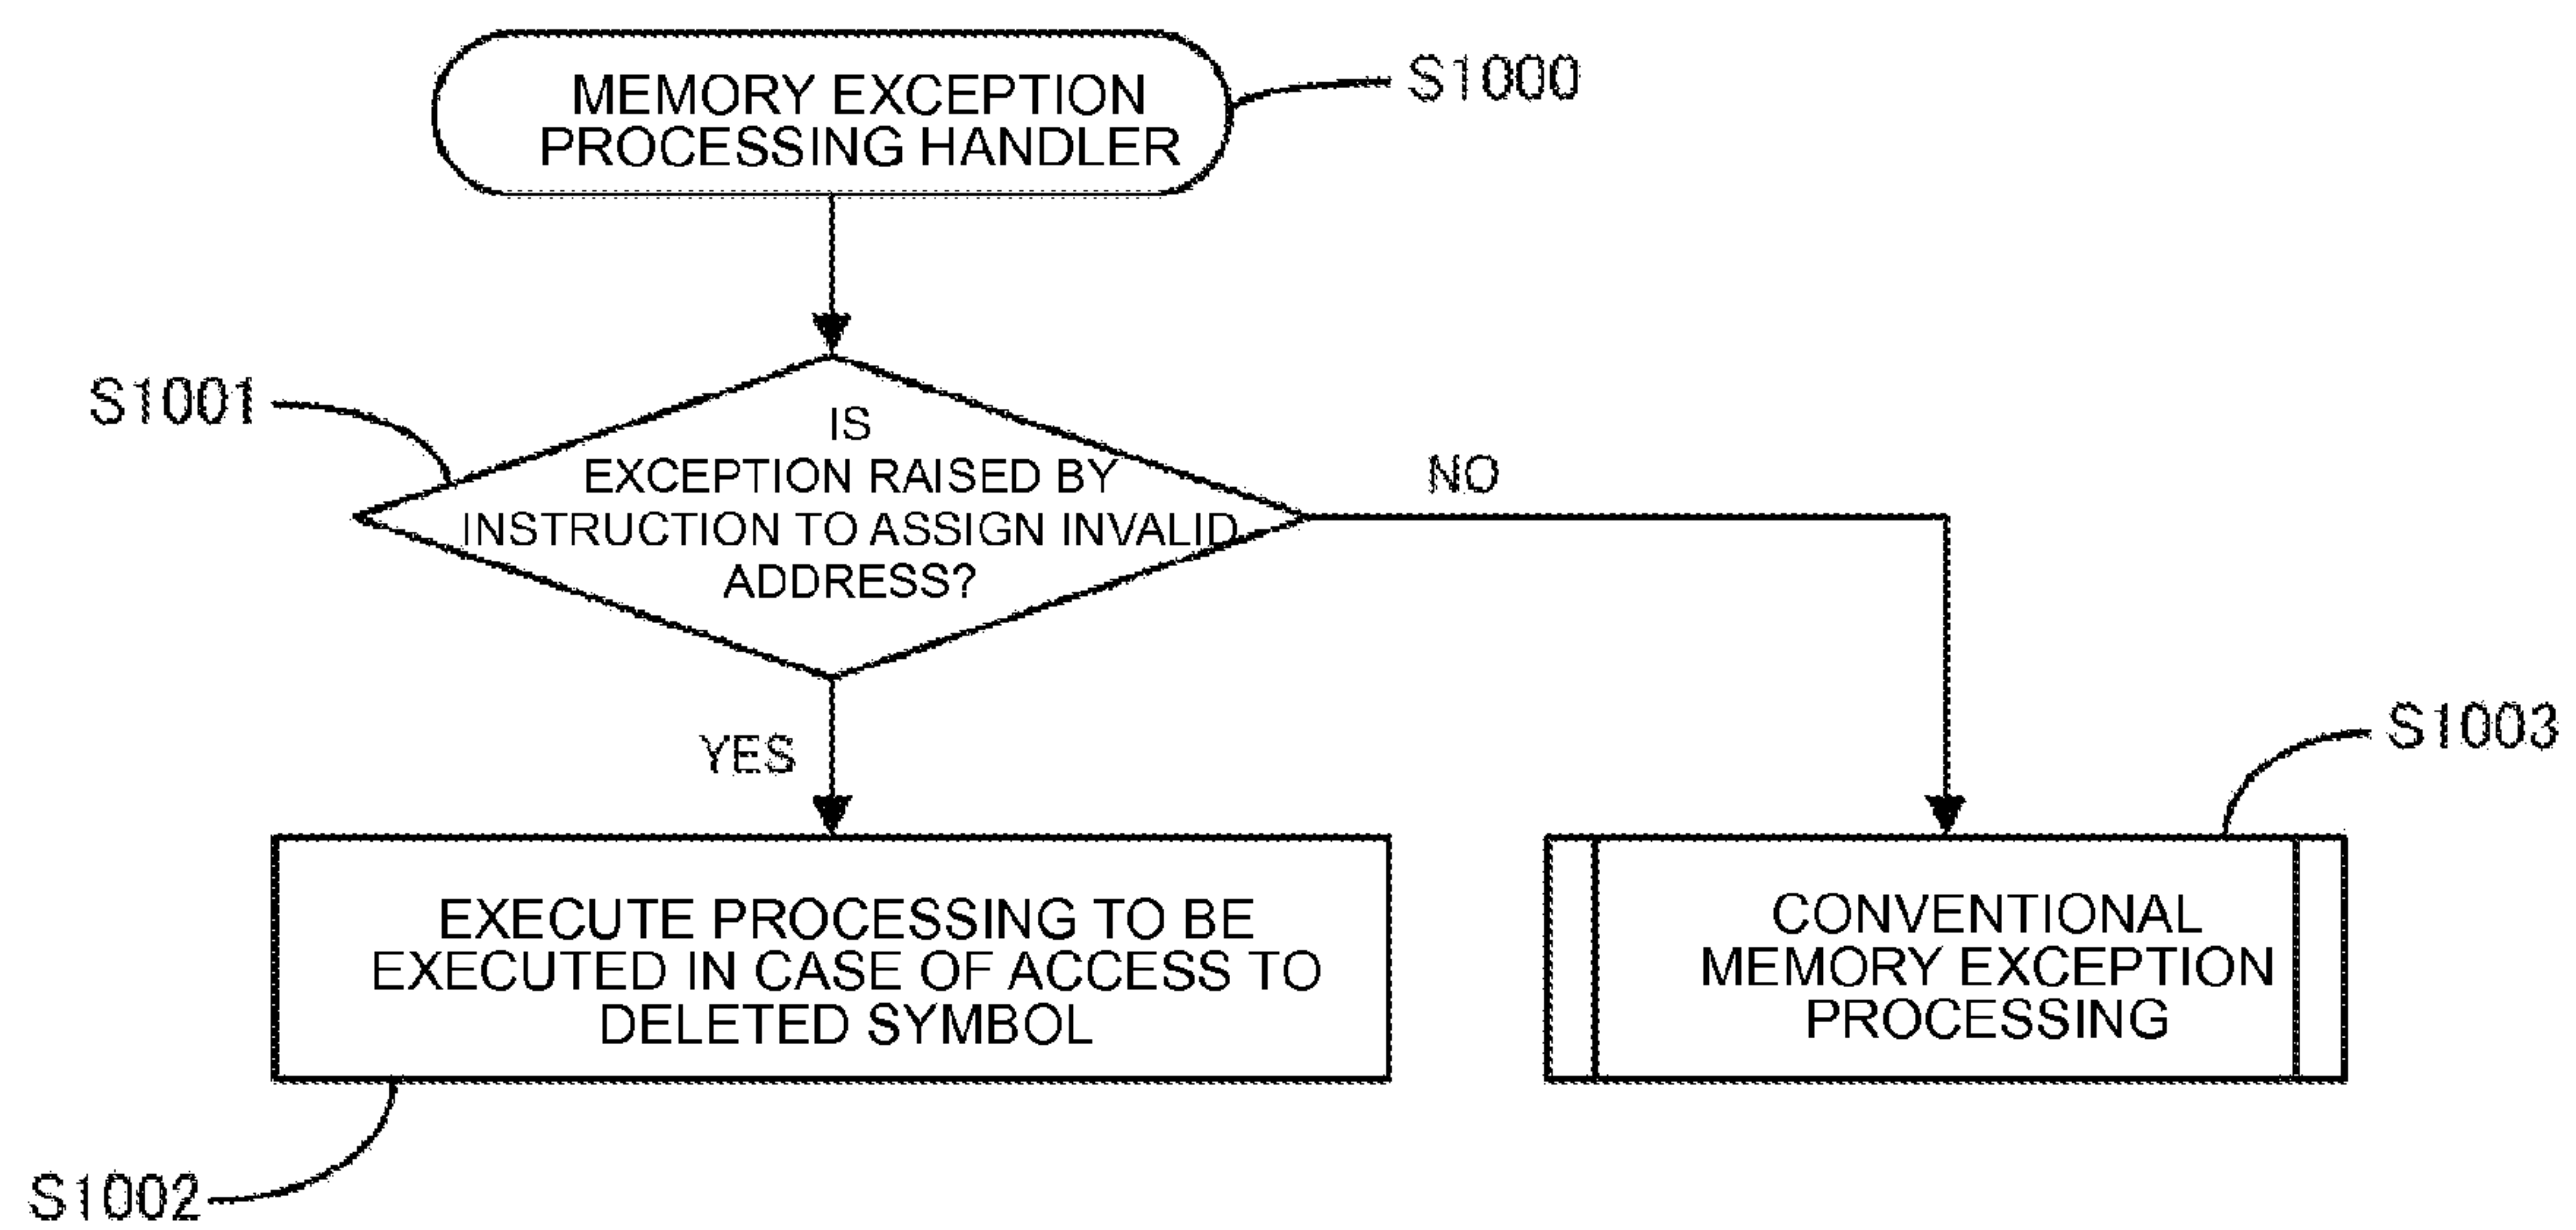 MEMORY EXCEPTION
PROCESSING HANDLER
S1000
S1001
IS
EXCEPTION RAISED BY
INSTRUCTION TO ASSIGN INVALID
ADDRESS?
NO
YES
S1003
EXECUTE PROCESSING TO BE
EXECUTED IN CASE OF ACCESS TO
DELETED SYMBOL
CONVENTIONAL
MEMORY EXCEPTION
PROCESSING
S1002